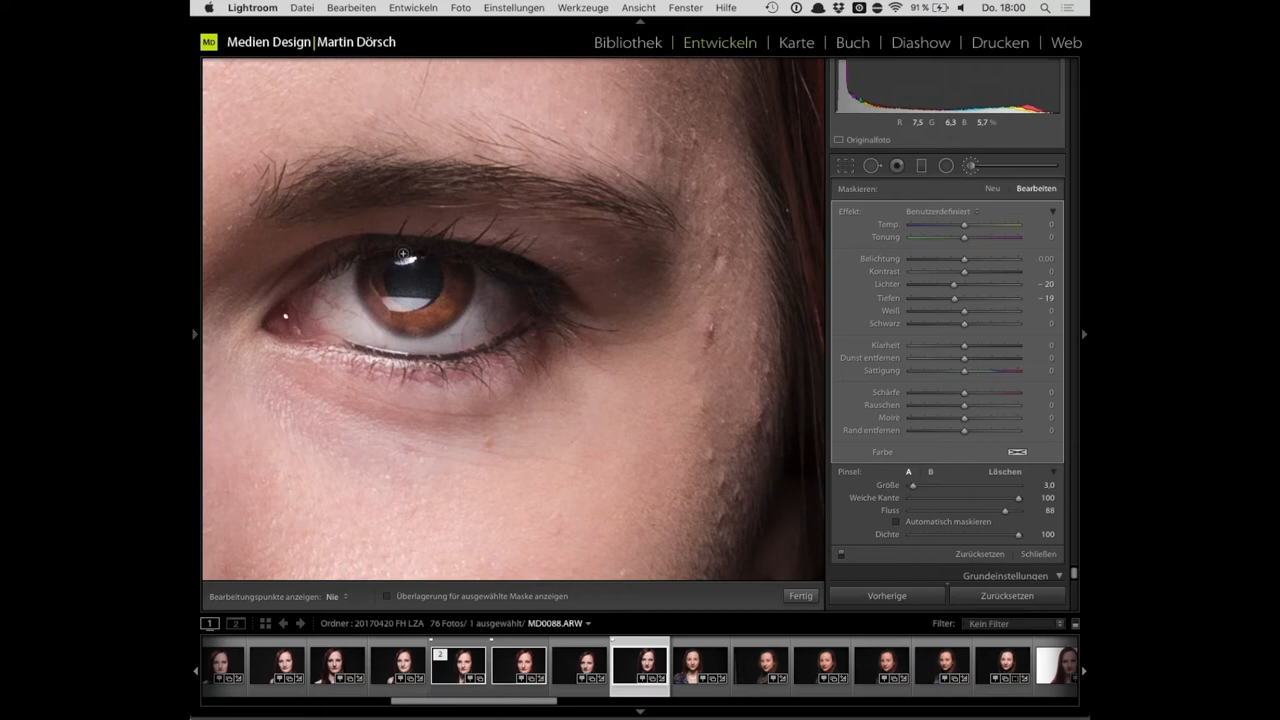 Lightroom Datei Bearbeiten Entwickeln Foto Einstellungen Werkzeuge Ansicht Fenster Hilfe 91 % Do. 18:00
MD Medien Design|Martin Dörsch
Bibliothek | Entwickeln | Karte | Buch | Diashow | Drucken | Web
R 7,5 G 6,3 B 5,7 %
Originalfoto
Maskieren: Neu Bearbeiten
Effekt: Benutzerdefiniert
Temp. 0
Tonung 0
Belichtung 0,00
Kontrast 0
Lichter – 20
Tiefen – 19
Weiß 0
Schwarz 0
Klarheit 0
Dunst entfernen 0
Sättigung 0
Schärfe 0
Rauschen 0
Moiré 0
Rand entfernen 0
Farbe
Pinsel: A B Löschen
Größe 3,0
Weiche Kante 100
Fluss 88
Automatisch maskieren
Dichte 100
Zurücksetzen Schließen
Grundeinstellungen
Bearbeitungspunkte anzeigen: Nie Überlagerung für ausgewählte Maske anzeigen Fertig
Vorherige Zurücksetzen
1 2 Ordner : 20170420 FH LZA 76 Fotos/ 1 ausgewählt/ MD0088.ARW Filter: Kein Filter
2